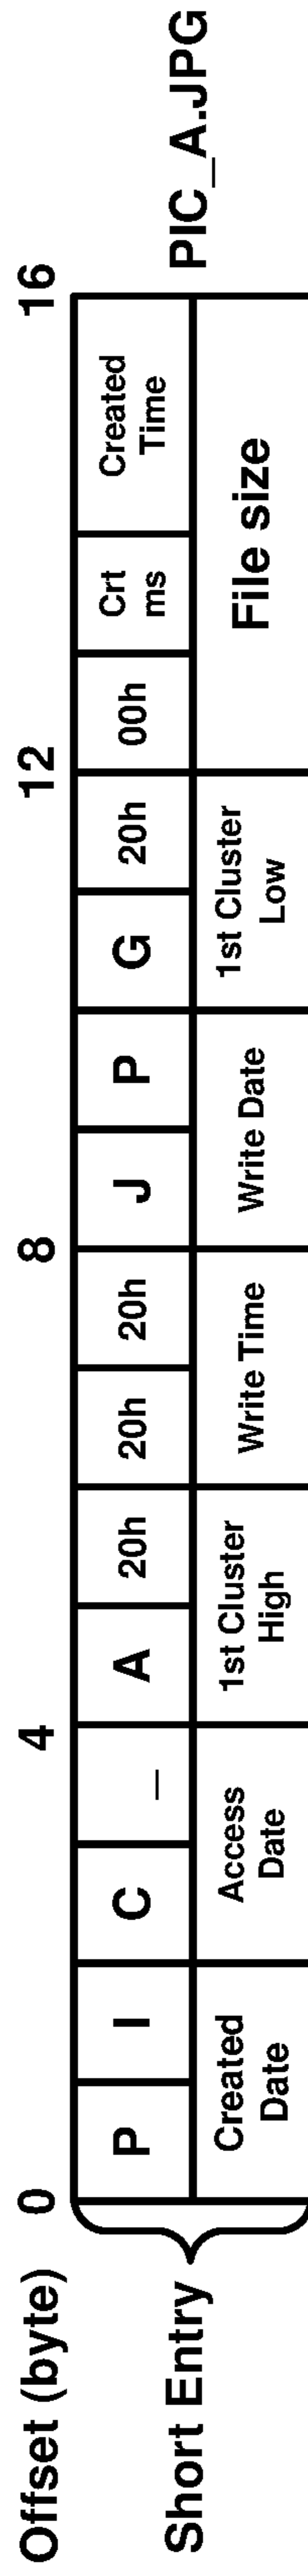 Offset (byte) 0 4 8 12 16
Short Entry P I C _ A 20h 20h 20h J P G 20h 00h Crt ms Created Time PIC_A.JPG
Created Date Access Date 1st Cluster High Write Time Write Date 1st Cluster Low File size